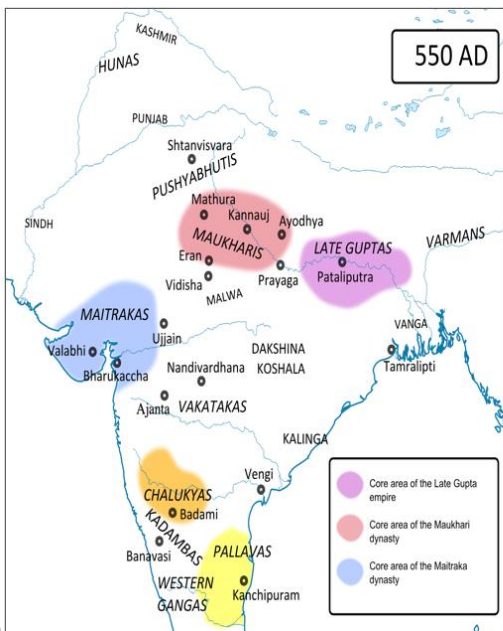 KASHMIR
HUNAS
550 AD
PUNJAB
Shtanvisvara
PUSHYABHUTIS
Mathura
Kannauj
Ayodhya
SINDH
MAUKHARIS
LATE GUPTAS
VARMANS
Eran
Prayaga
Pataliputra
Vidisha
MALWA
MAITRAKAS
Ujjain
VANGA
Valabhi
DAKSHINA
KOSHALA
Bharukaccha
Nandivardhana
Tamralipti
Ajanta
VAKATAKAS
KALINGA
Vengi
CHALUKYAS
Badami
KADAMBAS
Banavasi
PALLAVAS
WESTERN
GANGAS
Kanchipuram
Core area of the Late Gupta
empire
Core area of the Maukhari
dynasty
Core area of the Maitraka
dynasty